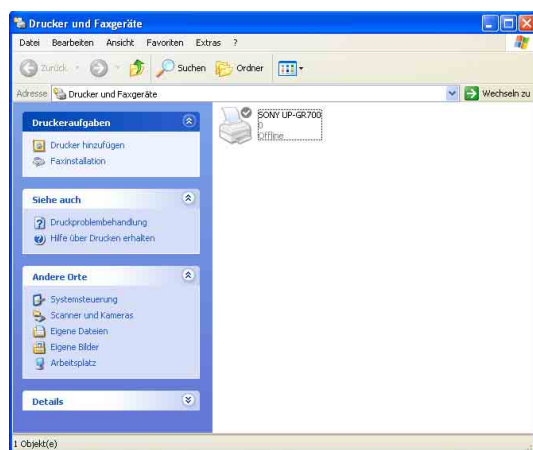 Drucker und Faxgeräte
Datei Bearbeiten Ansicht Favoriten Extras ?
Zurück Suchen Ordner
Adresse Drucker und Faxgeräte Wechseln zu
Druckeraufgaben
Drucker hinzufügen
Faxinstallation
Siehe auch
Druckproblembehandlung
Hilfe über Drucken erhalten
Andere Orte
Systemsteuerung
Scanner und Kameras
Eigene Dateien
Eigene Bilder
Arbeitsplatz
Details
SONY UP-GR700
0
Offline
1 Objekt(e)